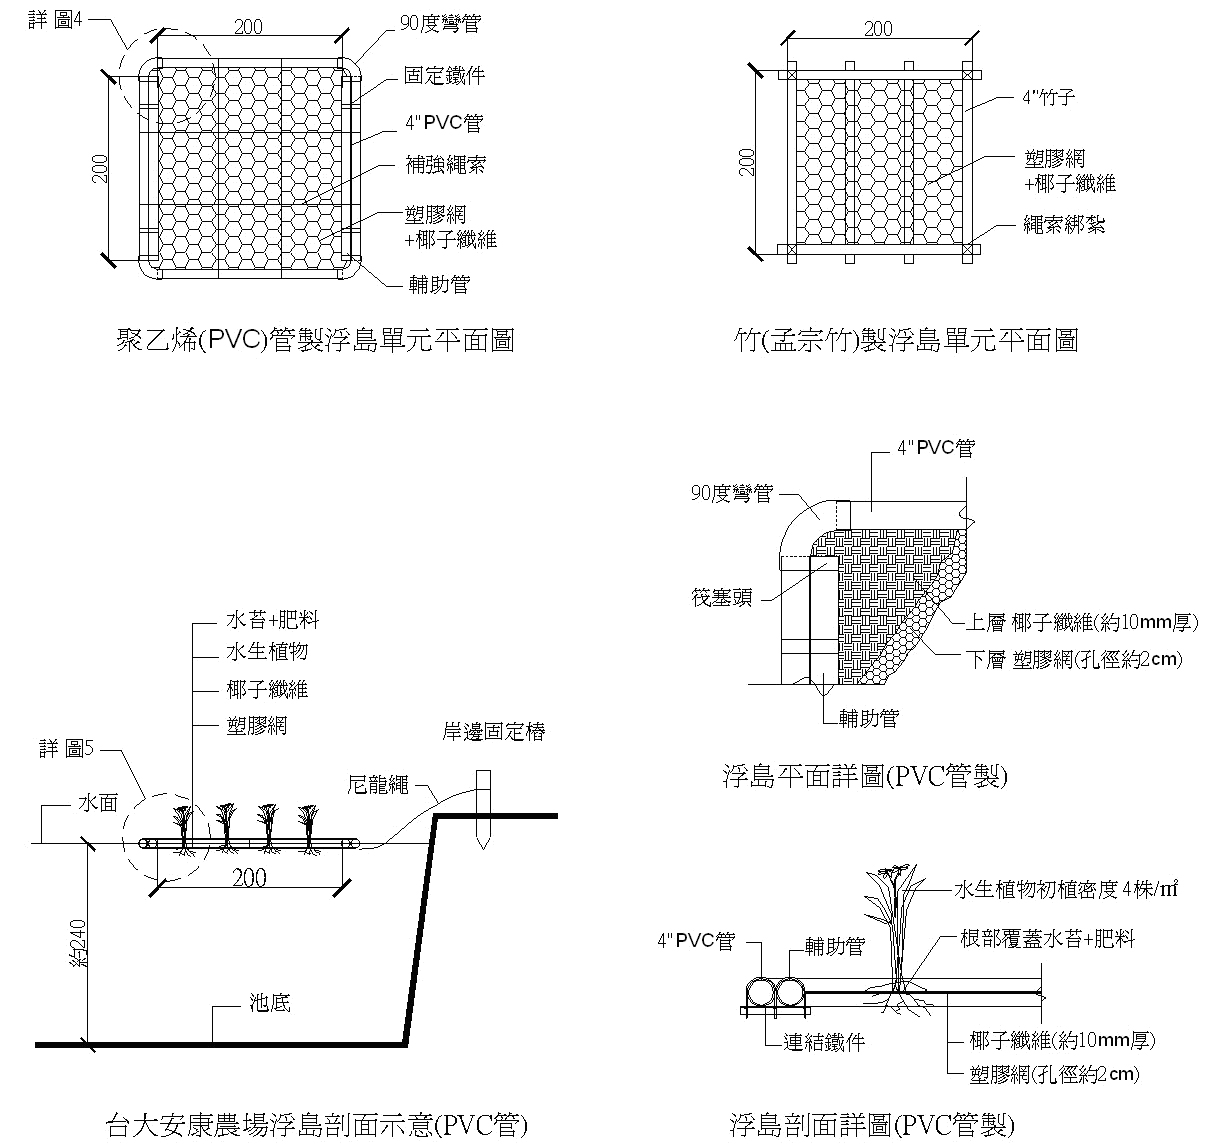 詳 圖4
200
90度彎管
固定鐵件
4"PVC管
補強繩索
200
塑膠網
+椰子纖維
輔助管
聚乙烯(PVC)管製浮島單元平面圖
200
4"竹子
200
塑膠網
+椰子纖維
繩索綁紮
竹(孟宗竹)製浮島單元平面圖
4"PVC管
90度彎管
筏塞頭
上層 椰子纖維(約10mm厚)
下層 塑膠網(孔徑約2cm)
輔助管
浮島平面詳圖(PVC管製)
水苔+肥料
水生植物
椰子纖維
塑膠網
詳 圖5
岸邊固定樁
尼龍繩
水面
200
約240
池底
台大安康農場浮島剖面示意(PVC管)
水生植物初植密度 4株/㎡
4"PVC管
輔助管
根部覆蓋水苔+肥料
連結鐵件
椰子纖維(約10mm厚)
塑膠網(孔徑約2cm)
浮島剖面詳圖(PVC管製)